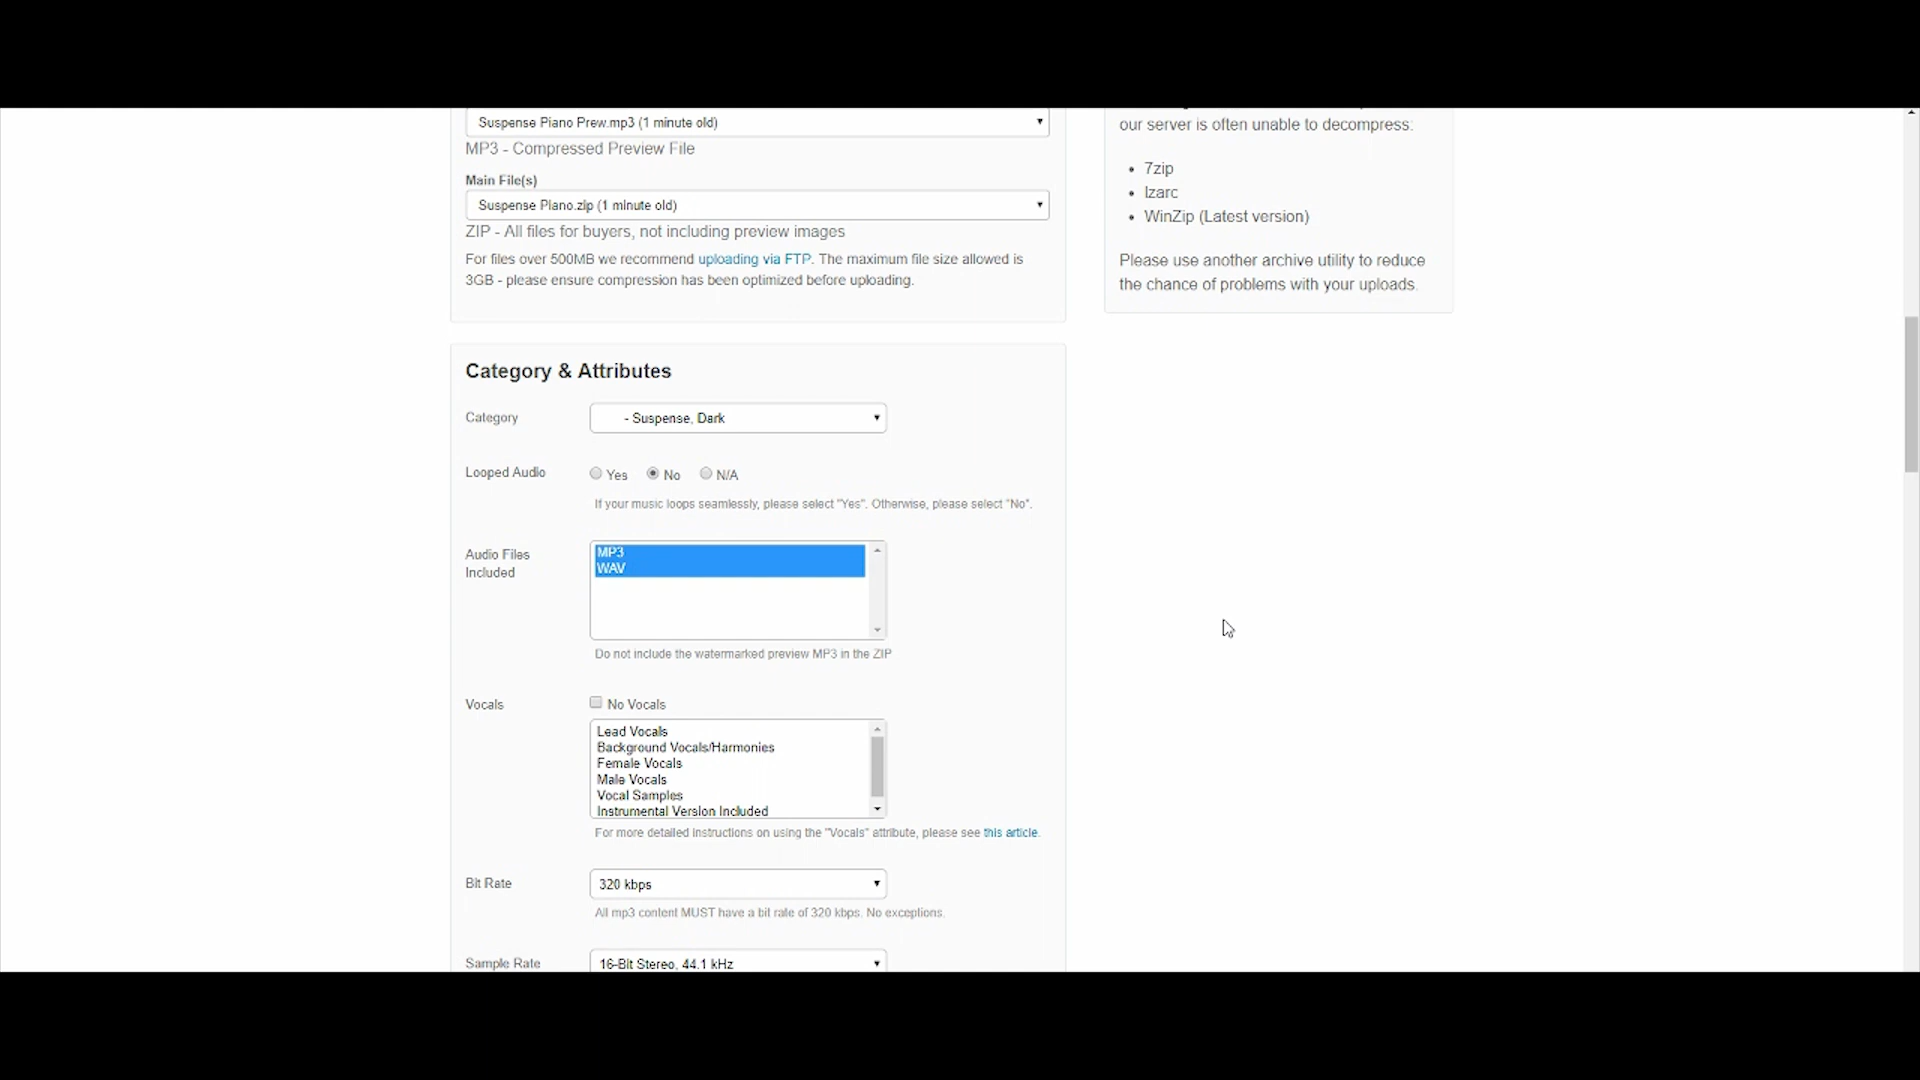 Suspense Piano Prew.mp3 (1 minute old)
MP3 - Compressed Preview File
Main File(s)
Suspense Piano.zip (1 minute old)
ZIP - All files for buyers, not including preview images
For files over 500MB we recommend uploading via FTP. The maximum file size allowed is
3GB - please ensure compression has been optimized before uploading.
our server is often unable to decompress:
7zip
Izarc
WinZip (Latest version)
Please use another archive utility to reduce
the chance of problems with your uploads.
Category & Attributes
Category
- Suspense, Dark
Looped Audio
Yes No N/A
If your music loops seamlessly, please select "Yes". Otherwise, please select "No".
Audio Files
Included
MP3
WAV
Do not include the watermarked preview MP3 in the ZIP
Vocals
No Vocals
Lead Vocals
Background Vocals/Harmonies
Female Vocals
Male Vocals
Vocal Samples
Instrumental Version Included
For more detailed instructions on using the "Vocals" attribute, please see this article.
Bit Rate
320 kbps
All mp3 content MUST have a bit rate of 320 kbps. No exceptions.
Sample Rate
16-Bit Stereo, 44.1 kHz